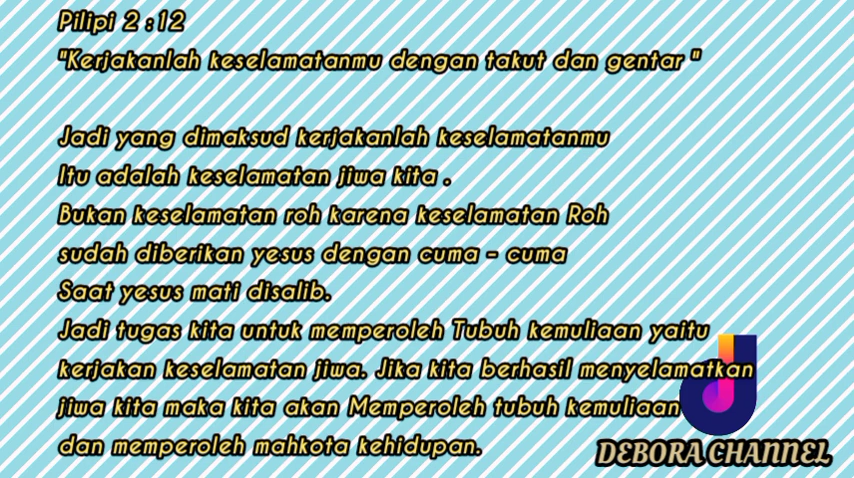 Pilipi 2 : 12
"Kerjakanlah keselamatanmu dengan takut dan gentar "
Jadi yang dimaksud kerjakanlah keselamatanmu
Itu adalah keselamatan jiwa kita .
Bukan keselamatan roh karena keselamatan Roh
sudah diberikan yesus dengan cuma - cuma
Saat yesus mati disalib.
Jadi tugas kita untuk memperoleh Tubuh kemuliaan yaitu
kerjakan keselamatan jiwa. Jika kita berhasil menyelamatkan
jiwa kita maka kita akan Memperoleh tubuh kemuliaan
dan memperoleh mahkota kehidupan.
d
DEBORA CHANNEL